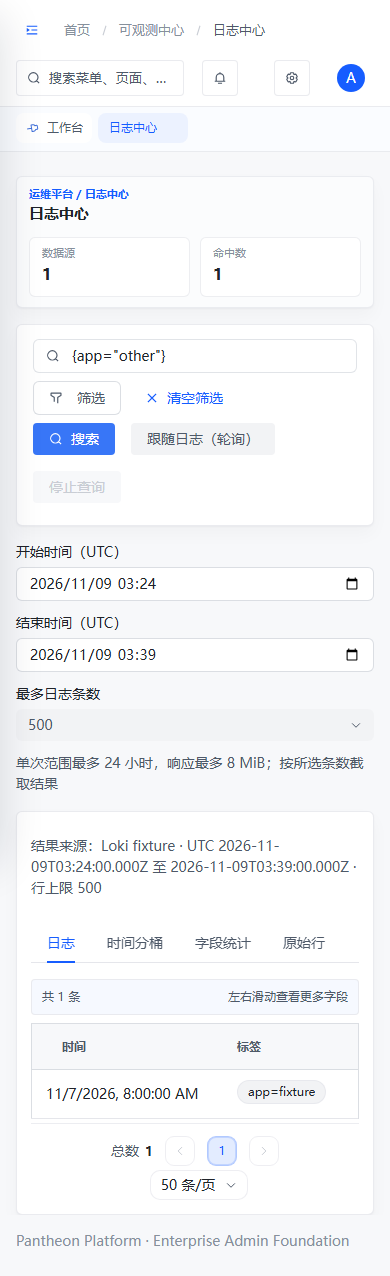 首页 / 可观测中心 / 日志中心
搜索菜单、页面、... A
工作台 日志中心
运维平台 / 日志中心
日志中心
数据源 命中数
1 1
{app="other"}
筛选 清空筛选
搜索 跟随日志（轮询）
停止查询
开始时间（UTC）
2026/11/09 03:24
结束时间（UTC）
2026/11/09 03:39
最多日志条数
500
单次范围最多 24 小时，响应最多 8 MiB；按所选条数截
取结果
结果来源：Loki fixture · UTC 2026-11-
09T03:24:00.000Z 至 2026-11-09T03:39:00.000Z ·
行上限 500
日志 时间分桶 字段统计 原始行
共 1 条 左右滑动查看更多字段
时间 标签
11/7/2026, 8:00:00 AM app=fixture
总数 1 1
50 条/页
Pantheon Platform · Enterprise Admin Foundation